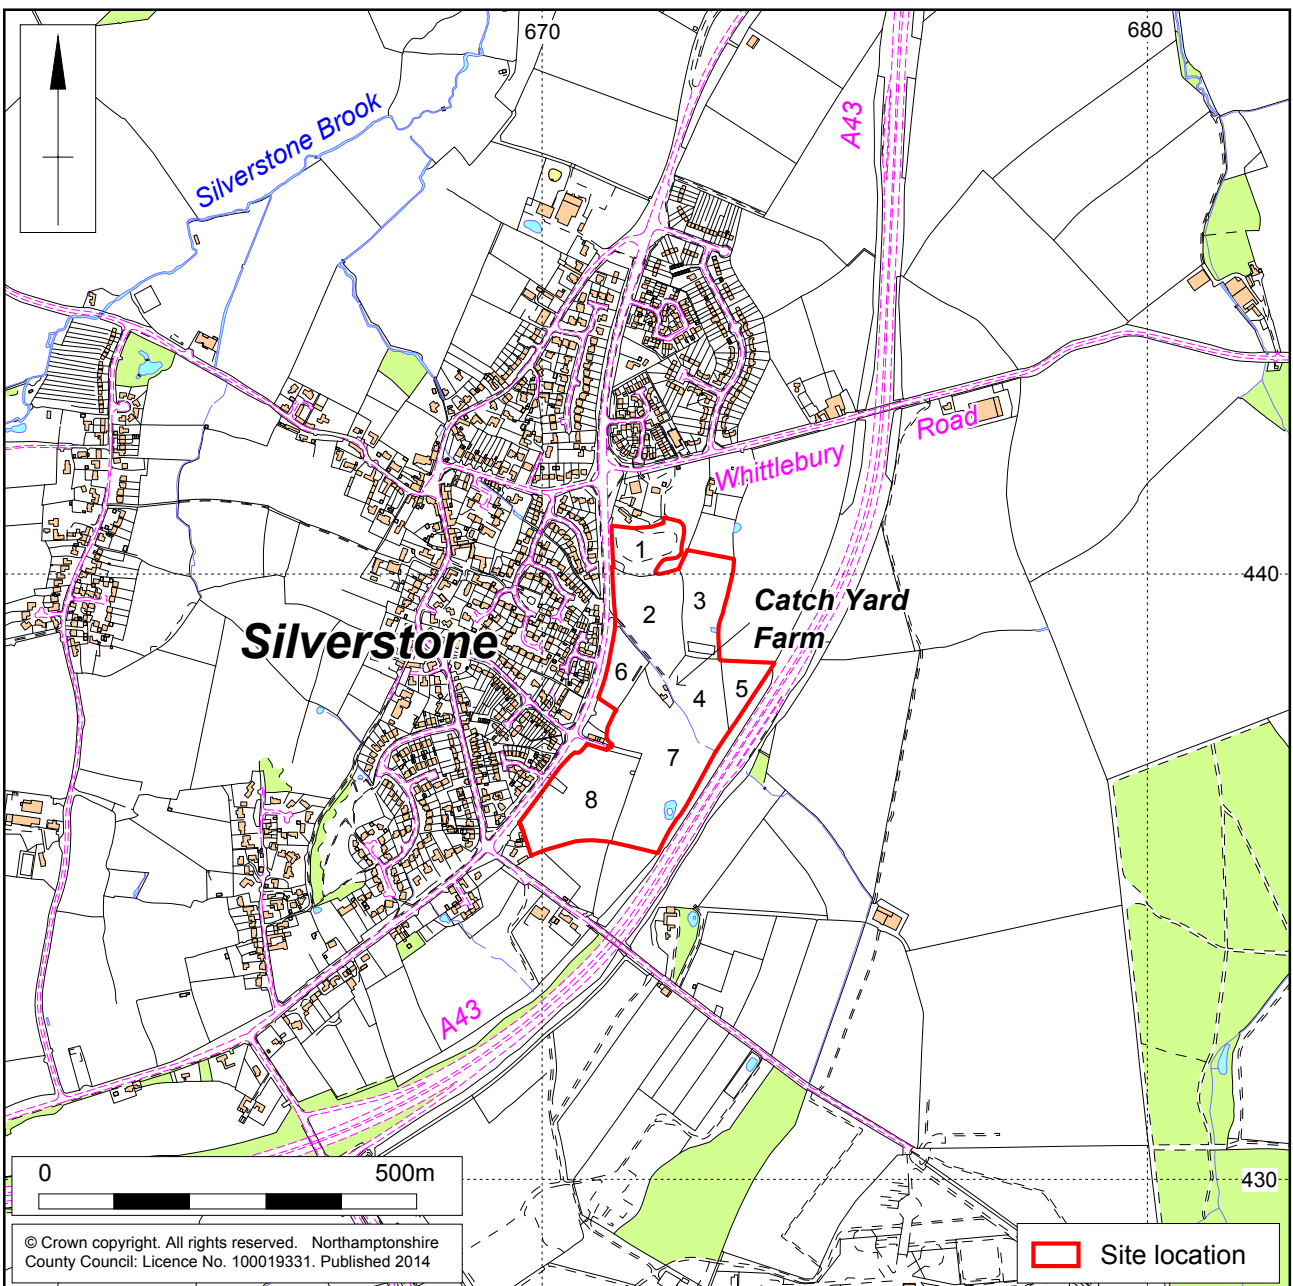 670
680
A43
Silverstone Brook
Whittlebury
Road
1
440
2
3
Catch Yard
Farm
Silverstone
6
4
5
7
8
A43
0 500m
430
© Crown copyright. All rights reserved. Northamptonshire
County Council: Licence No. 100019331. Published 2014
Site location